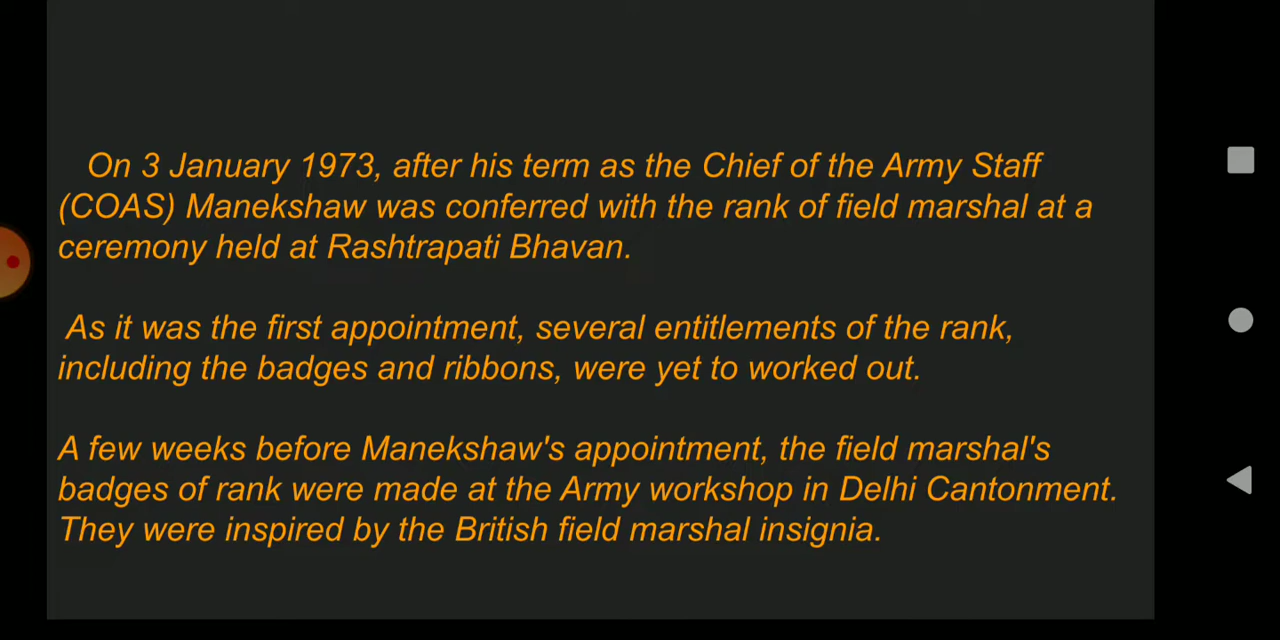 On 3 January 1973, after his term as the Chief of the Army Staff
(COAS) Manekshaw was conferred with the rank of field marshal at a
ceremony held at Rashtrapati Bhavan.
As it was the first appointment, several entitlements of the rank,
including the badges and ribbons, were yet to worked out.
A few weeks before Manekshaw's appointment, the field marshal's
badges of rank were made at the Army workshop in Delhi Cantonment.
They were inspired by the British field marshal insignia.